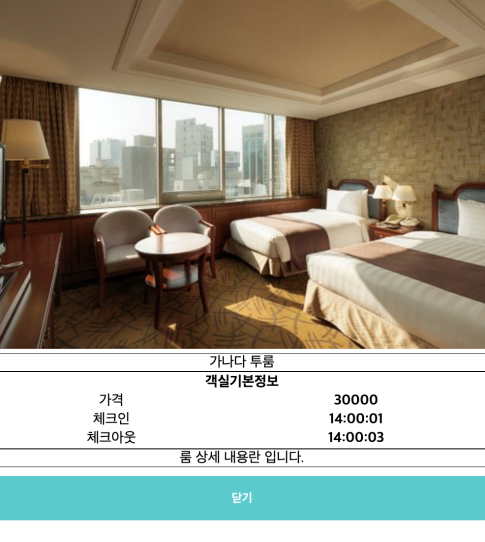 가나다 투룸
객실기본정보
가격 30000
체크인 14:00:01
체크아웃 14:00:03
룸 상세 내용란 입니다.
닫기